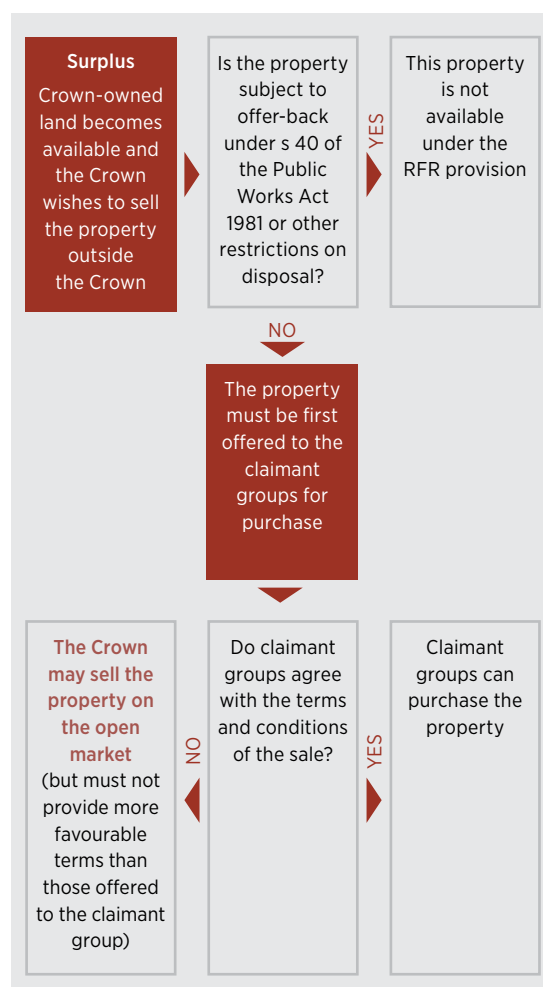 Surplus
Crown-owned
land becomes
available and
the Crown
wishes to sell
the property
outside
the Crown
Is the property
subject to
offer-back
under s 40 of
the Public
Works Act
1981 or other
restrictions on
disposal?
YES
This property
is not
available
under the
RFR provision
NO
The property
must be first
offered to the
claimant
groups for
purchase
The Crown
may sell the
property on
the open
market
(but must not
provide more
favourable
terms than
those offered
to the claimant
group)
NO
Do claimant
groups agree
with the terms
and conditions
of the sale?
YES
Claimant
groups can
purchase the
property